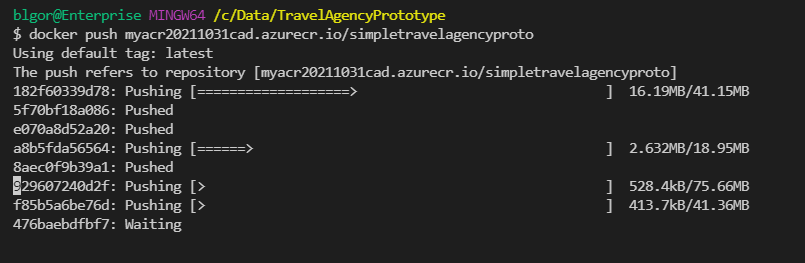 blgor@Enterprise MINGW64 /c/Data/TravelAgencyPrototype
$ docker push myacr20211031cad.azurecr.io/simpletravelagencyproto
Using default tag: latest
The push refers to repository [myacr20211031cad.azurecr.io/simpletravelagencyproto]
182f60339d78: Pushing [===================>                               ]  16.19MB/41.15MB
5f70bf18a086: Pushed
e070a8d52a20: Pushed
a8b5fda56564: Pushing [======>                                            ]  2.632MB/18.95MB
8aec0f9b39a1: Pushed
929607240d2f: Pushing [>                                                  ]  528.4kB/75.66MB
f85b5a6be76d: Pushing [>                                                  ]  413.7kB/41.36MB
476baebdfbf7: Waiting